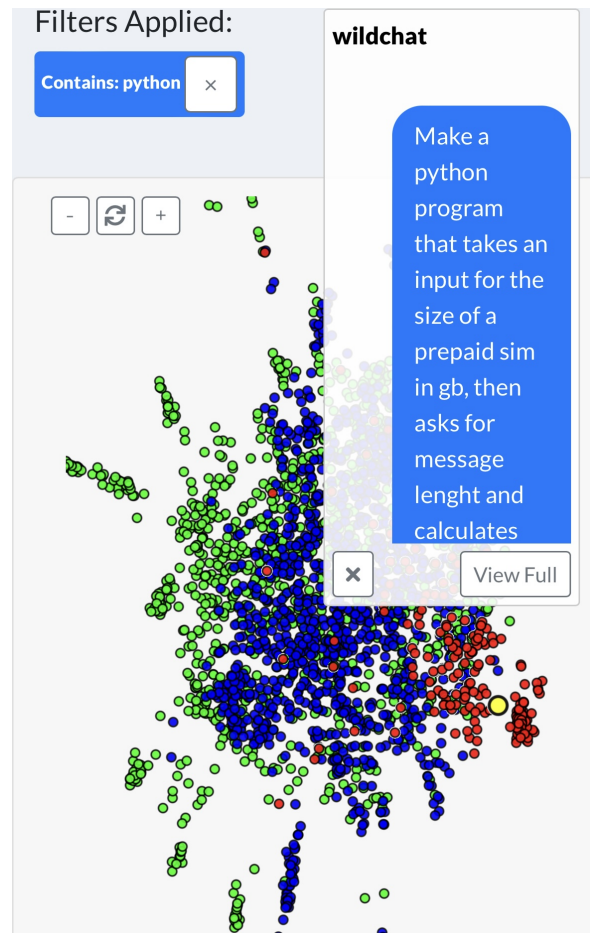 Filters Applied:
Contains: python ×
wildchat
Make a
python
program
that takes an
input for the
size of a
prepaid sim
in gb, then
asks for
message
lenght and
calculates
- +
× View Full